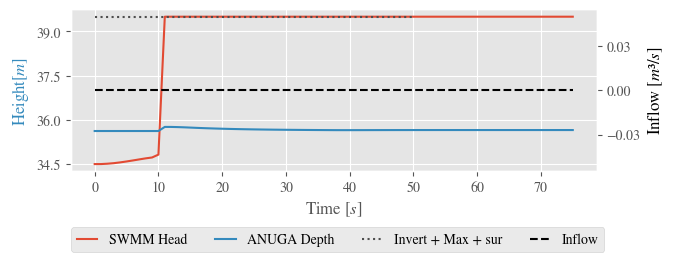 39.0
37.5
36.0
34.5
Height[m]
0.03
0.00
−0.03
Inflow [m³/s]
0 10 20 30 40 50 60 70
Time [s]
SWMM Head ANUGA Depth Invert + Max + sur Inflow